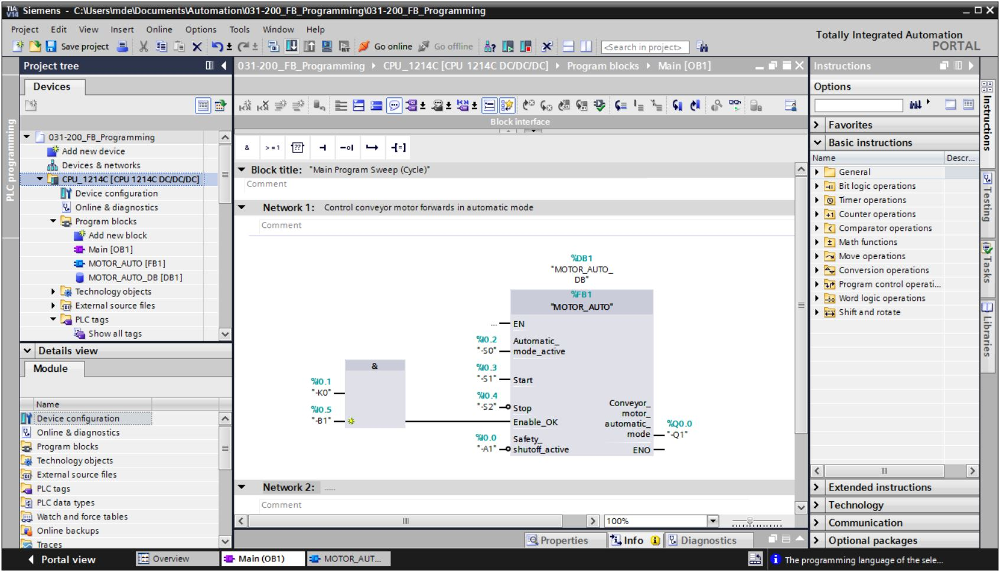 TIA V14
Siemens - C:\Users\mde\Documents\Automation\031-200_FB_Programming\031-200_FB_Programming
Project Edit View Insert Online Options Tools Window Help
Save project
Go online
Go offline
<Search in project>
Totally Integrated Automation
PORTAL
PLC programming
Project tree
Devices
031-200_FB_Programming
Add new device
Devices & networks
CPU_1214C [CPU 1214C DC/DC/DC]
Device configuration
Online & diagnostics
Program blocks
Add new block
Main [OB1]
MOTOR_AUTO [FB1]
MOTOR_AUTO_DB [DB1]
Technology objects
External source files
PLC tags
Show all tags
Details view
Module
Name
Device configuration
Online & diagnostics
Program blocks
Technology objects
External source files
PLC tags
PLC data types
Watch and force tables
Online backups
Traces
031-200_FB_Programming CPU_1214C [CPU 1214C DC/DC/DC] Program blocks Main [OB1]
Block interface
& >=1 ??
Block title: "Main Program Sweep (Cycle)"
Comment
Network 1: Control conveyor motor forwards in automatic mode
Comment
%DB1
"MOTOR_AUTO_
DB"
%FB1
"MOTOR_AUTO"
... EN
%I0.2
"-S0"
Automatic_
mode_active
%I0.3
"-S1"
Start
%I0.4
"-S2"
Stop
&
%I0.1
"-K0"
%I0.5
"-B1"
Enable_OK
%I0.0
"-A1"
Safety_
shutoff_active
Conveyor_
motor_
automatic_
mode
%Q0.0
"-Q1"
ENO
Network 2: .....
Comment
100%
Properties
Info
Diagnostics
Instructions
Options
Favorites
Basic instructions
Name Descr...
General
Bit logic operations
Timer operations
Counter operations
Comparator operations
Math functions
Move operations
Conversion operations
Program control operati...
Word logic operations
Shift and rotate
Extended instructions
Technology
Communication
Optional packages
Instructions
Testing
Tasks
Libraries
Portal view
Overview
Main (OB1)
MOTOR_AUT...
The programming language of the sele...